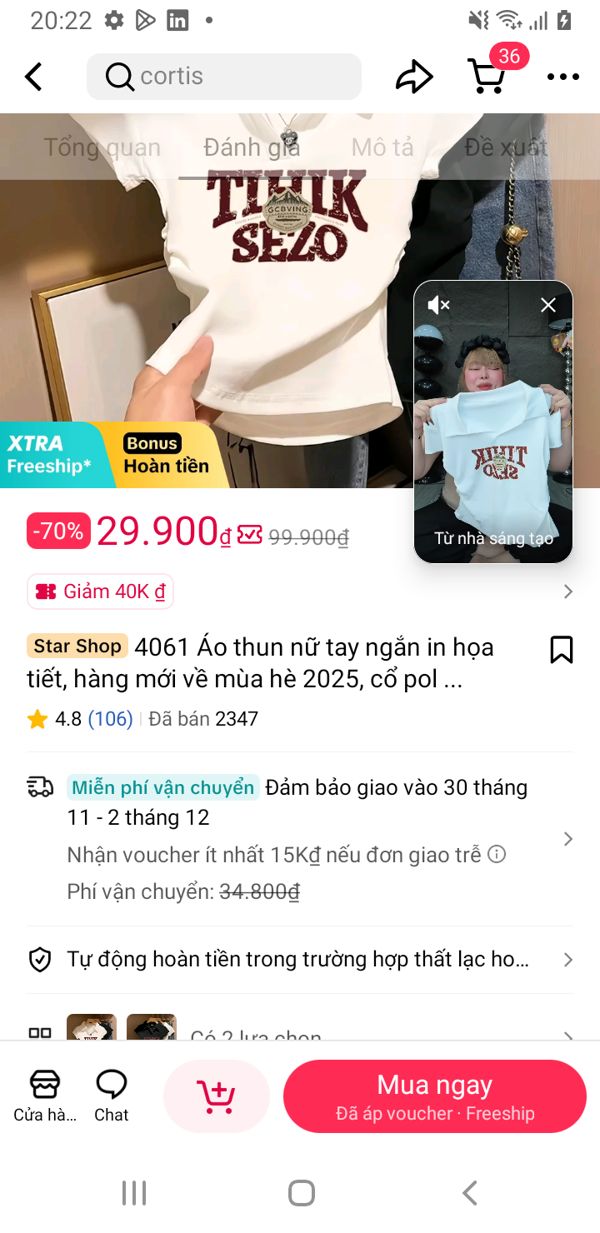 20:22
36
cortis
Tổng quan Đánh giá Mô tả Đề xuất
TIHIK
GCBVING
SEZO
TIHIK
SEZO
Từ nhà sáng tạo
XTRA
Freeship*
Bonus
Hoàn tiền
-70% 29.900₫ 99.900₫
Giảm 40K ₫
Star Shop 4061 Áo thun nữ tay ngắn in họa
tiết, hàng mới về mùa hè 2025, cổ pol ...
4.8 (106) Đã bán 2347
Miễn phí vận chuyển Đảm bảo giao vào 30 tháng
11 - 2 tháng 12
Nhận voucher ít nhất 15K₫ nếu đơn giao trễ
Phí vận chuyển: 34.800₫
Tự động hoàn tiền trong trường hợp thất lạc ho...
Có 2 lựa chọn
Cửa hà... Chat
Mua ngay
Đã áp voucher · Freeship